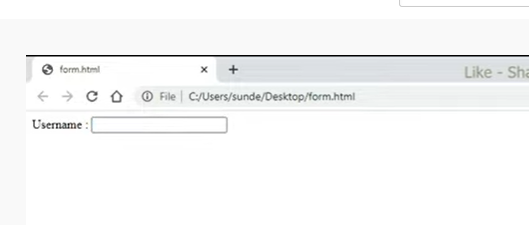 form.html
Like - Sha
File | C:/Users/sunde/Desktop/form.html
Username :